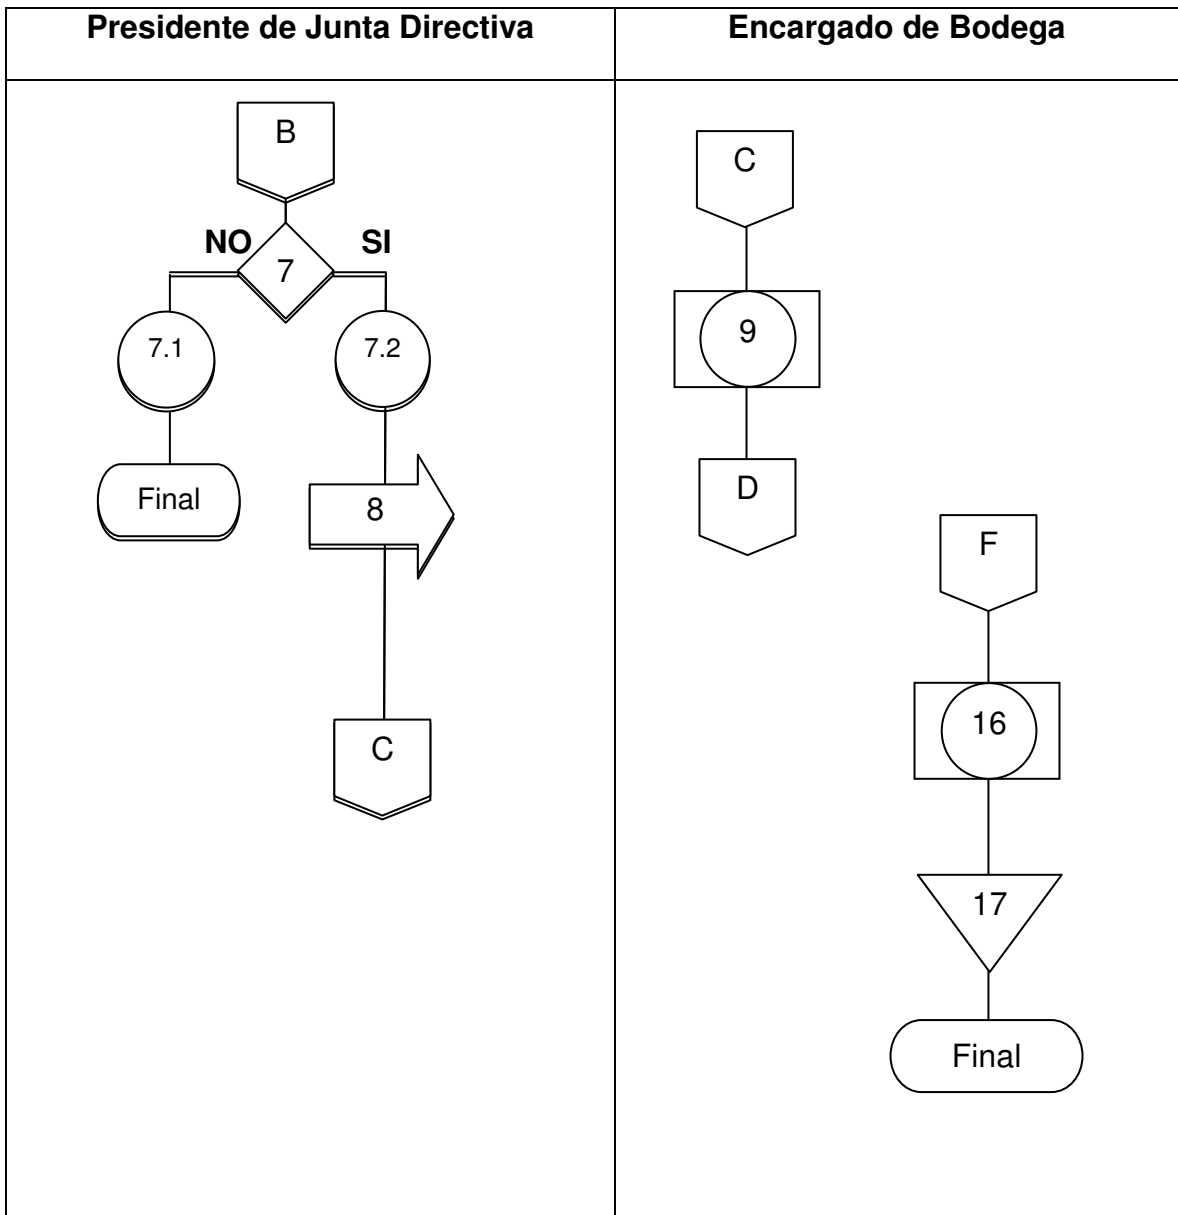 Presidente de Junta Directiva
Encargado de Bodega
B
NO
SI
7
7.1
7.2
Final
8
C
C
9
D
F
16
17
Final